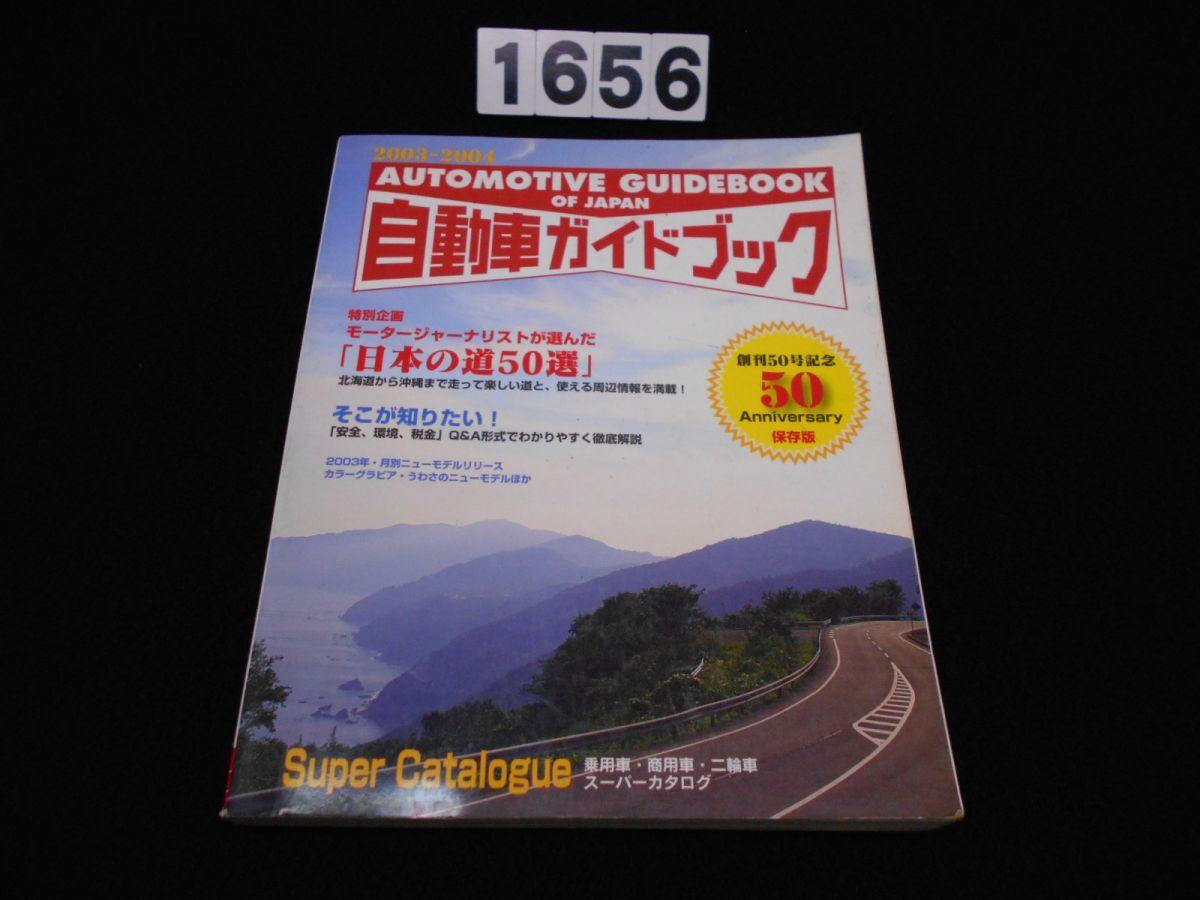 1656
2003-2004
AUTOMOTIVE GUIDEBOOK
OF JAPAN
自動車ガイドブック
特別企画
モータージャーナリストが選んだ
「日本の道50選」
北海道から沖縄まで走って楽しい道と、使える周辺情報を満載！
そこが知りたい！
「安全、環境、税金」Q&A形式でわかりやすく徹底解説
2003年・月別ニューモデルリリース
カラーグラビア・うわさのニューモデルほか
創刊50号記念
50
Anniversary
保存版
Super Catalogue
乗用車・商用車・二輪車
スーパーカタログ